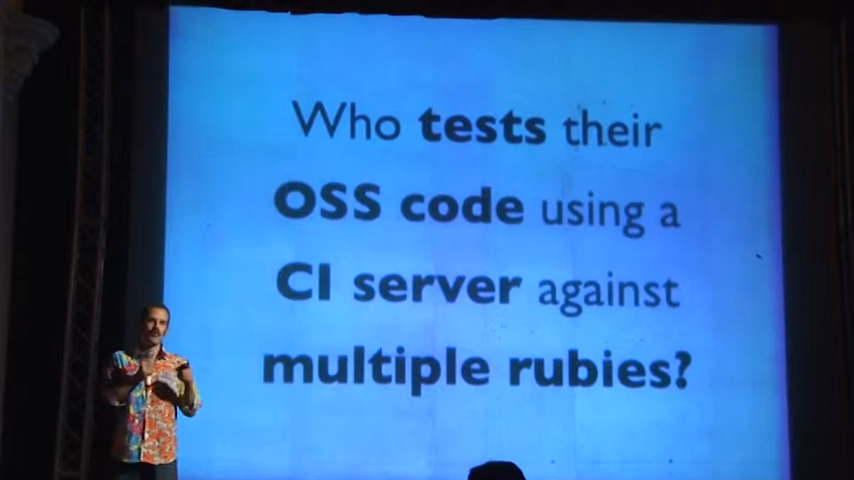 Who tests their
OSS code using a
CI server against
multiple rubies?